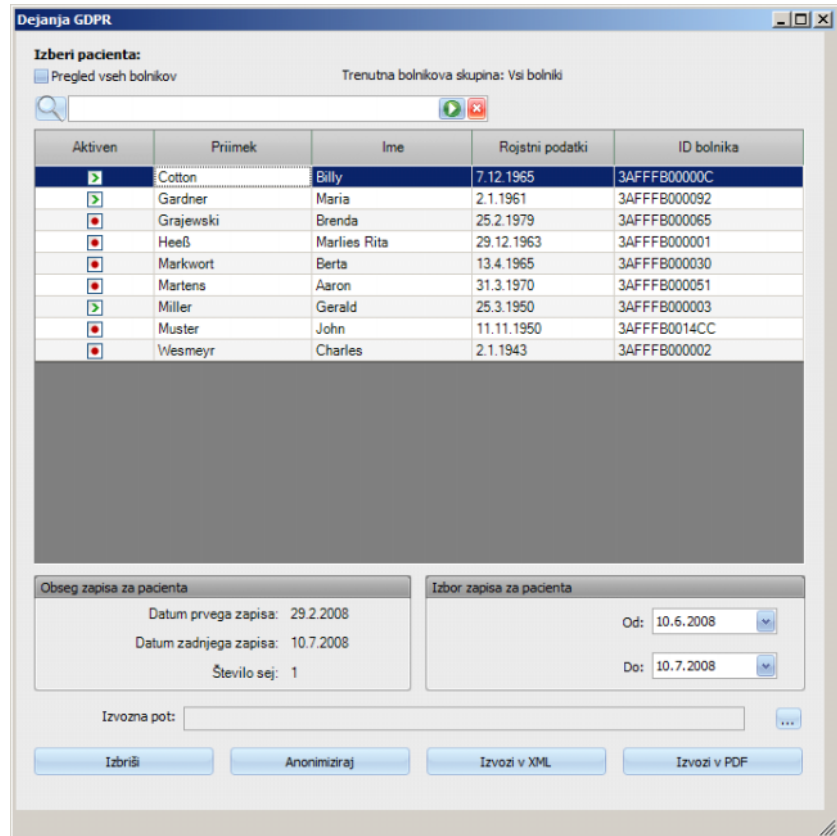 Dejanja GDPR
Izberi pacienta:
Pregled vseh bolnikov Trenutna bolnikova skupina: Vsi bolniki
Aktiven Priimek Ime Rojstni podatki ID bolnika
Cotton Billy 7.12.1965 3AFFFB00000C
Gardner Maria 2.1.1961 3AFFFB000092
Grajewski Brenda 25.2.1979 3AFFFB000065
Heeß Marlies Rita 29.12.1963 3AFFFB000001
Markwort Berta 13.4.1965 3AFFFB000030
Martens Aaron 31.3.1970 3AFFFB000051
Miller Gerald 25.3.1950 3AFFFB000003
Muster John 11.11.1950 3AFFFB0014CC
Wesmeyr Charles 2.1.1943 3AFFFB000002
Obseg zapisa za pacienta Izbor zapisa za pacienta
Datum prvega zapisa: 29.2.2008
Od: 10.6.2008
Datum zadnjega zapisa: 10.7.2008
Do: 10.7.2008
Število sej: 1
Izvozna pot: ...
Izbriši Anonimiziraj Izvozi v XML Izvozi v PDF